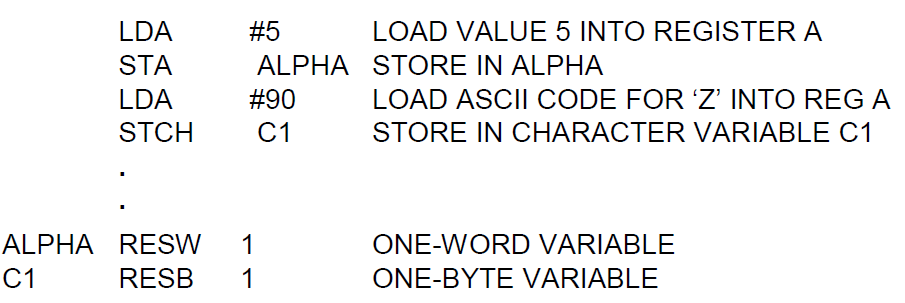 LDA #5 LOAD VALUE 5 INTO REGISTER A
STA ALPHA STORE IN ALPHA
LDA #90 LOAD ASCII CODE FOR ‘Z’ INTO REG A
STCH C1 STORE IN CHARACTER VARIABLE C1
.
.
ALPHA RESW 1 ONE-WORD VARIABLE
C1 RESB 1 ONE-BYTE VARIABLE